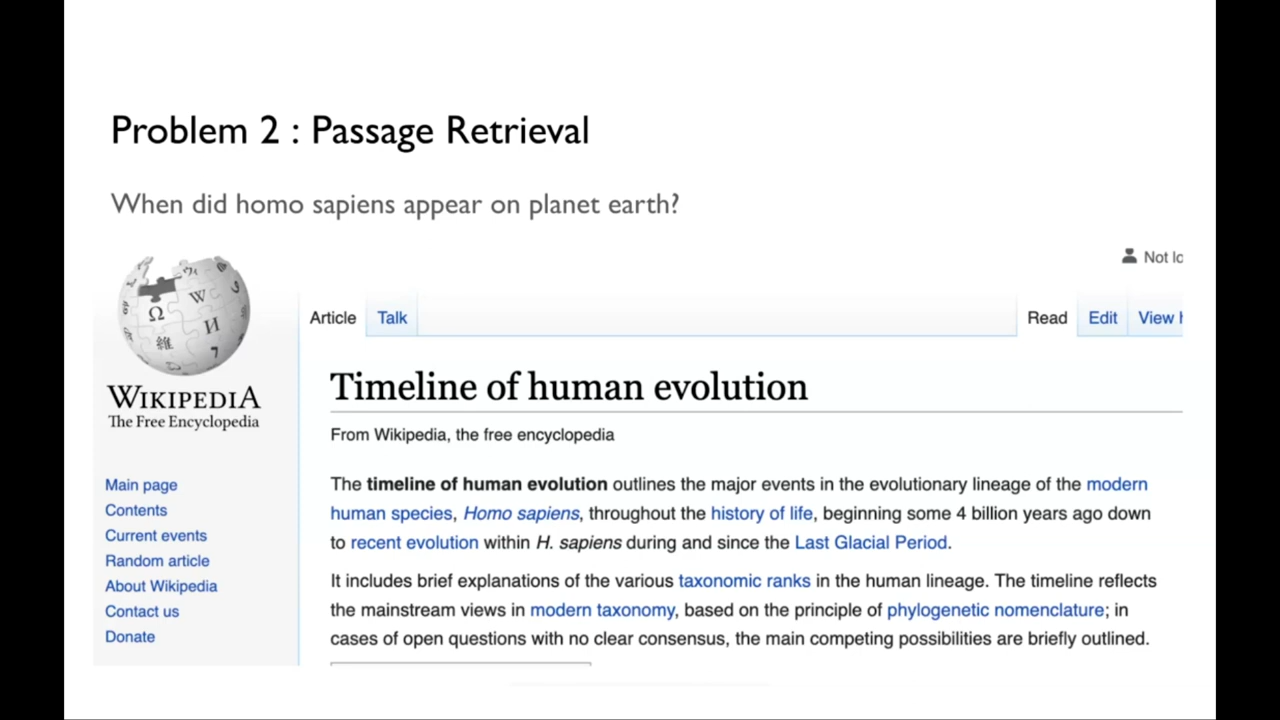 Problem 2 : Passage Retrieval
When did homo sapiens appear on planet earth?
Not lo
Article Talk Read Edit View
WIKIPEDIA
The Free Encyclopedia
Timeline of human evolution
From Wikipedia, the free encyclopedia
Main page
Contents
Current events
Random article
About Wikipedia
Contact us
Donate
The timeline of human evolution outlines the major events in the evolutionary lineage of the modern
human species, Homo sapiens, throughout the history of life, beginning some 4 billion years ago down
to recent evolution within H. sapiens during and since the Last Glacial Period.
It includes brief explanations of the various taxonomic ranks in the human lineage. The timeline reflects
the mainstream views in modern taxonomy, based on the principle of phylogenetic nomenclature; in
cases of open questions with no clear consensus, the main competing possibilities are briefly outlined.